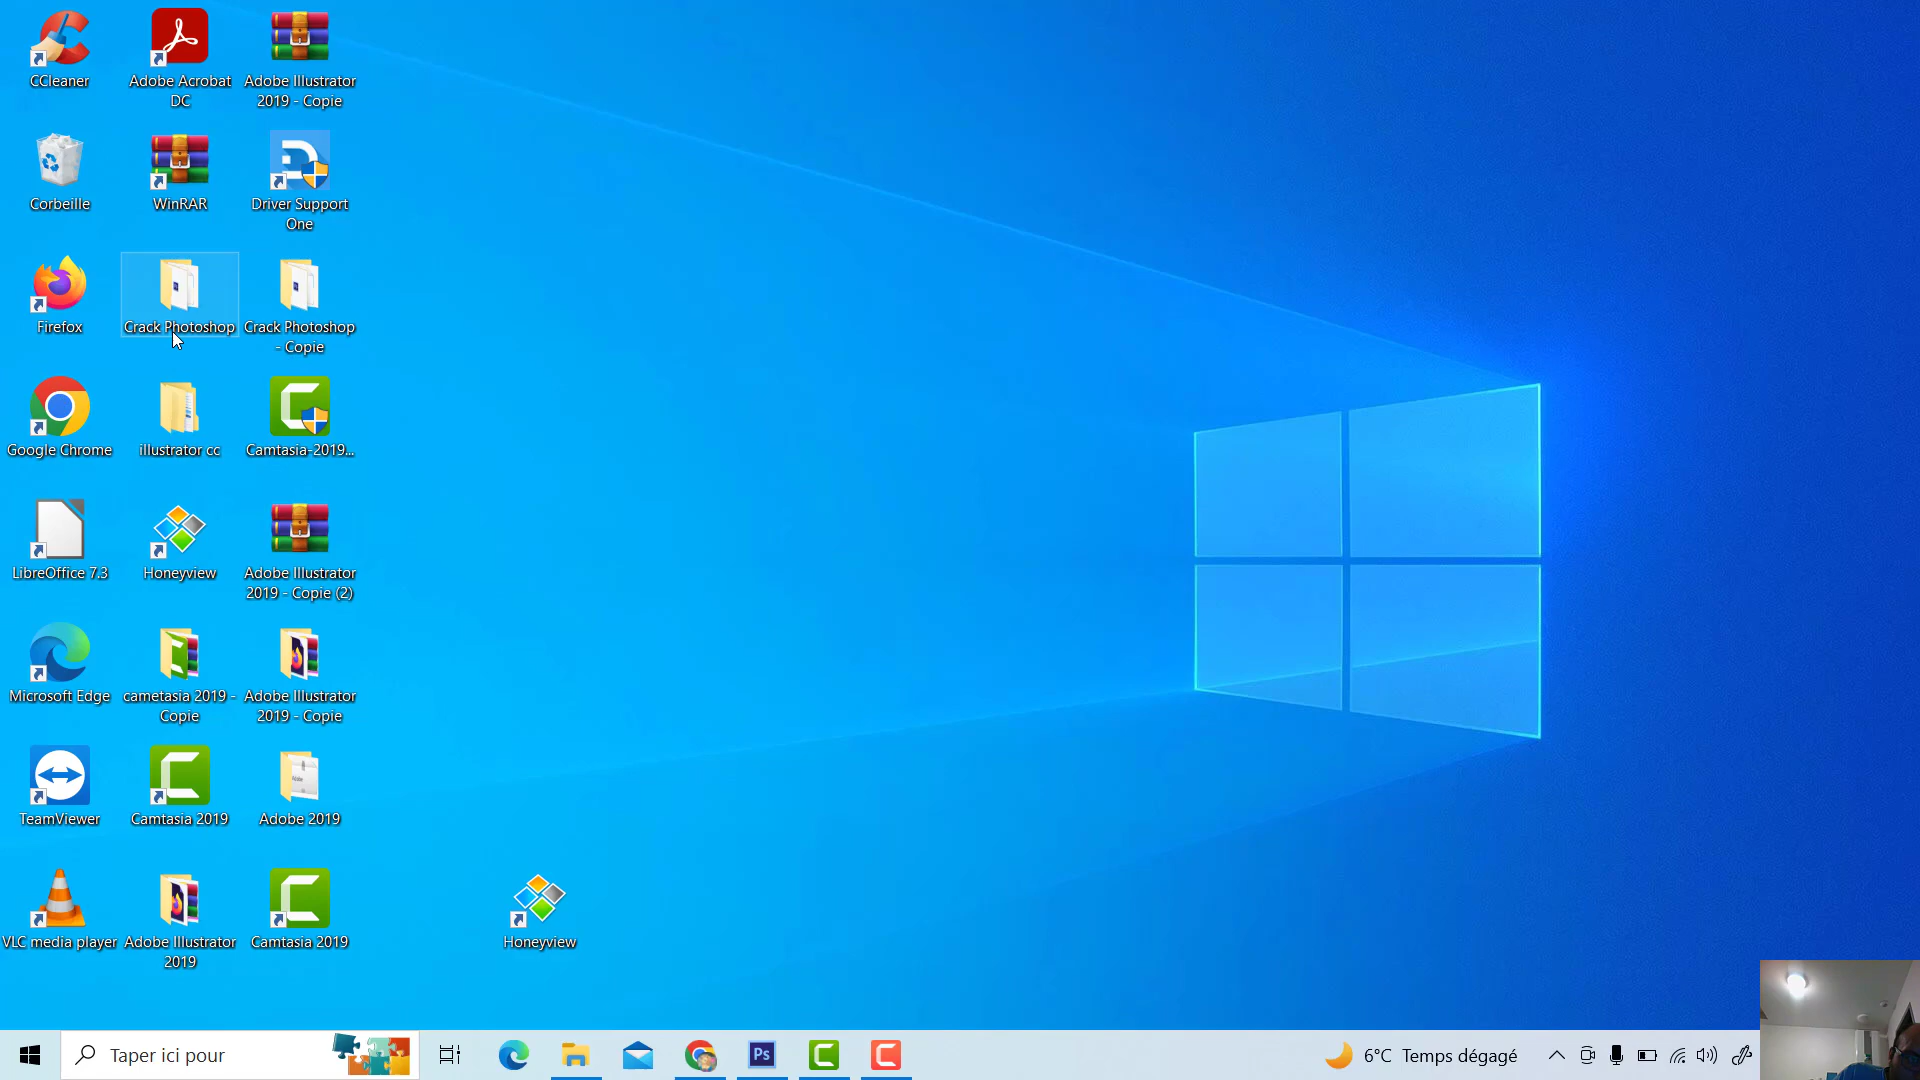 CCleaner
Adobe Acrobat
DC
Adobe Illustrator
2019 - Copie
Corbeille
WinRAR
Driver Support
One
Firefox
Crack Photoshop
Crack Photoshop
- Copie
Google Chrome
illustrator cc
Camtasia-2019...
LibreOffice 7.3
Honeyview
Adobe Illustrator
2019 - Copie (2)
Microsoft Edge
cametasia 2019 -
Copie
Adobe Illustrator
2019 - Copie
TeamViewer
Camtasia 2019
Adobe 2019
VLC media player
Adobe Illustrator
2019
Camtasia 2019
Honeyview
Taper ici pour
Ps
6°C Temps dégagé